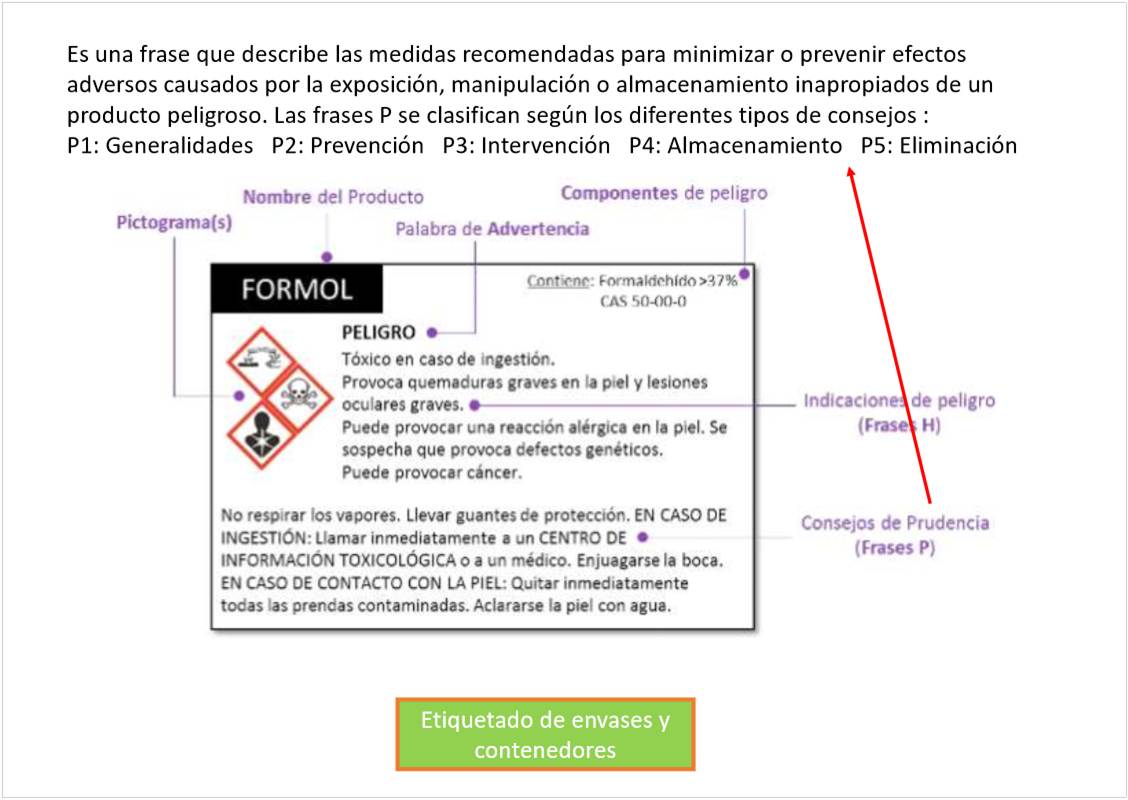 Es una frase que describe las medidas recomendadas para minimizar o prevenir efectos
adversos causados por la exposición, manipulación o almacenamiento inapropiados de un
producto peligroso. Las frases P se clasifican según los diferentes tipos de consejos :
P1: Generalidades P2: Prevención P3: Intervención P4: Almacenamiento P5: Eliminación
Nombre del Producto
Componentes de peligro
Pictograma(s)
Palabra de Advertencia
FORMOL
Contiene: Formaldehído >37%
CAS 50-00-0
PELIGRO
Tóxico en caso de ingestión.
Provoca quemaduras graves en la piel y lesiones
oculares graves.
Puede provocar una reacción alérgica en la piel. Se
sospecha que provoca defectos genéticos.
Puede provocar cáncer.
Indicaciones de peligro
(Frases H)
No respirar los vapores. Llevar guantes de protección. EN CASO DE
INGESTIÓN: Llamar inmediatamente a un CENTRO DE
INFORMACIÓN TOXICOLÓGICA o a un médico. Enjuagarse la boca.
EN CASO DE CONTACTO CON LA PIEL: Quitar inmediatamente
todas las prendas contaminadas. Aclararse la piel con agua.
Consejos de Prudencia
(Frases P)
Etiquetado de envases y
contenedores